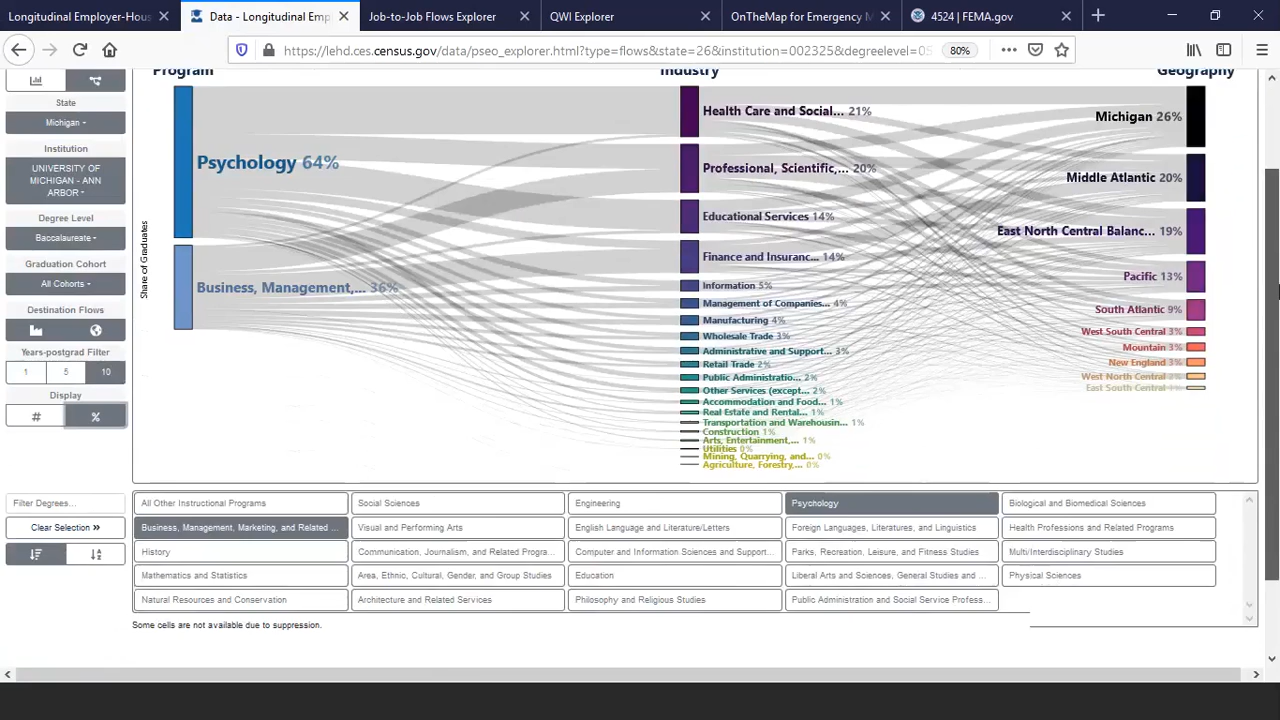 Longitudinal Employer-Hous
Data - Longitudinal Emp
Job-to-Job Flows Explorer
QWI Explorer
OnTheMap for Emergency M
4524 | FEMA.gov
https://lehd.ces.census.gov/data/pseo_explorer.html?type=flows&state=26&institution=002325&degreelevel=05
80%
Program
Industry
Geography
State
Michigan
Institution
UNIVERSITY OF
MICHIGAN - ANN
ARBOR
Degree Level
Baccalaureate
Graduation Cohort
All Cohorts
Destination Flows
Years-postgrad Filter
1 5 10
Display
# %
Share of Graduates
Psychology 64%
Business, Management,... 36%
Health Care and Social... 21%
Professional, Scientific,... 20%
Educational Services 14%
Finance and Insuranc... 14%
Information 5%
Management of Companies... 4%
Manufacturing 4%
Wholesale Trade 3%
Administrative and Support... 3%
Retail Trade 2%
Public Administratio... 2%
Other Services (except... 2%
Accommodation and Food... 1%
Real Estate and Rental... 1%
Transportation and Warehousin... 1%
Construction 1%
Arts, Entertainment,... 1%
Utilities 0%
Mining, Quarrying, and... 0%
Agriculture, Forestry,... 0%
Michigan 26%
Middle Atlantic 20%
East North Central Balanc... 19%
Pacific 13%
South Atlantic 9%
West South Central 3%
Mountain 3%
New England 3%
West North Central
East South Central
Filter Degrees...
Clear Selection
All Other Instructional Programs
Social Sciences
Engineering
Psychology
Biological and Biomedical Sciences
Business, Management, Marketing, and Related ...
Visual and Performing Arts
English Language and Literature/Letters
Foreign Languages, Literatures, and Linguistics
Health Professions and Related Programs
History
Communication, Journalism, and Related Progra...
Computer and Information Sciences and Support...
Parks, Recreation, Leisure, and Fitness Studies
Multi/Interdisciplinary Studies
Mathematics and Statistics
Area, Ethnic, Cultural, Gender, and Group Studies
Education
Liberal Arts and Sciences, General Studies and ...
Physical Sciences
Natural Resources and Conservation
Architecture and Related Services
Philosophy and Religious Studies
Public Administration and Social Service Profess...
Some cells are not available due to suppression.